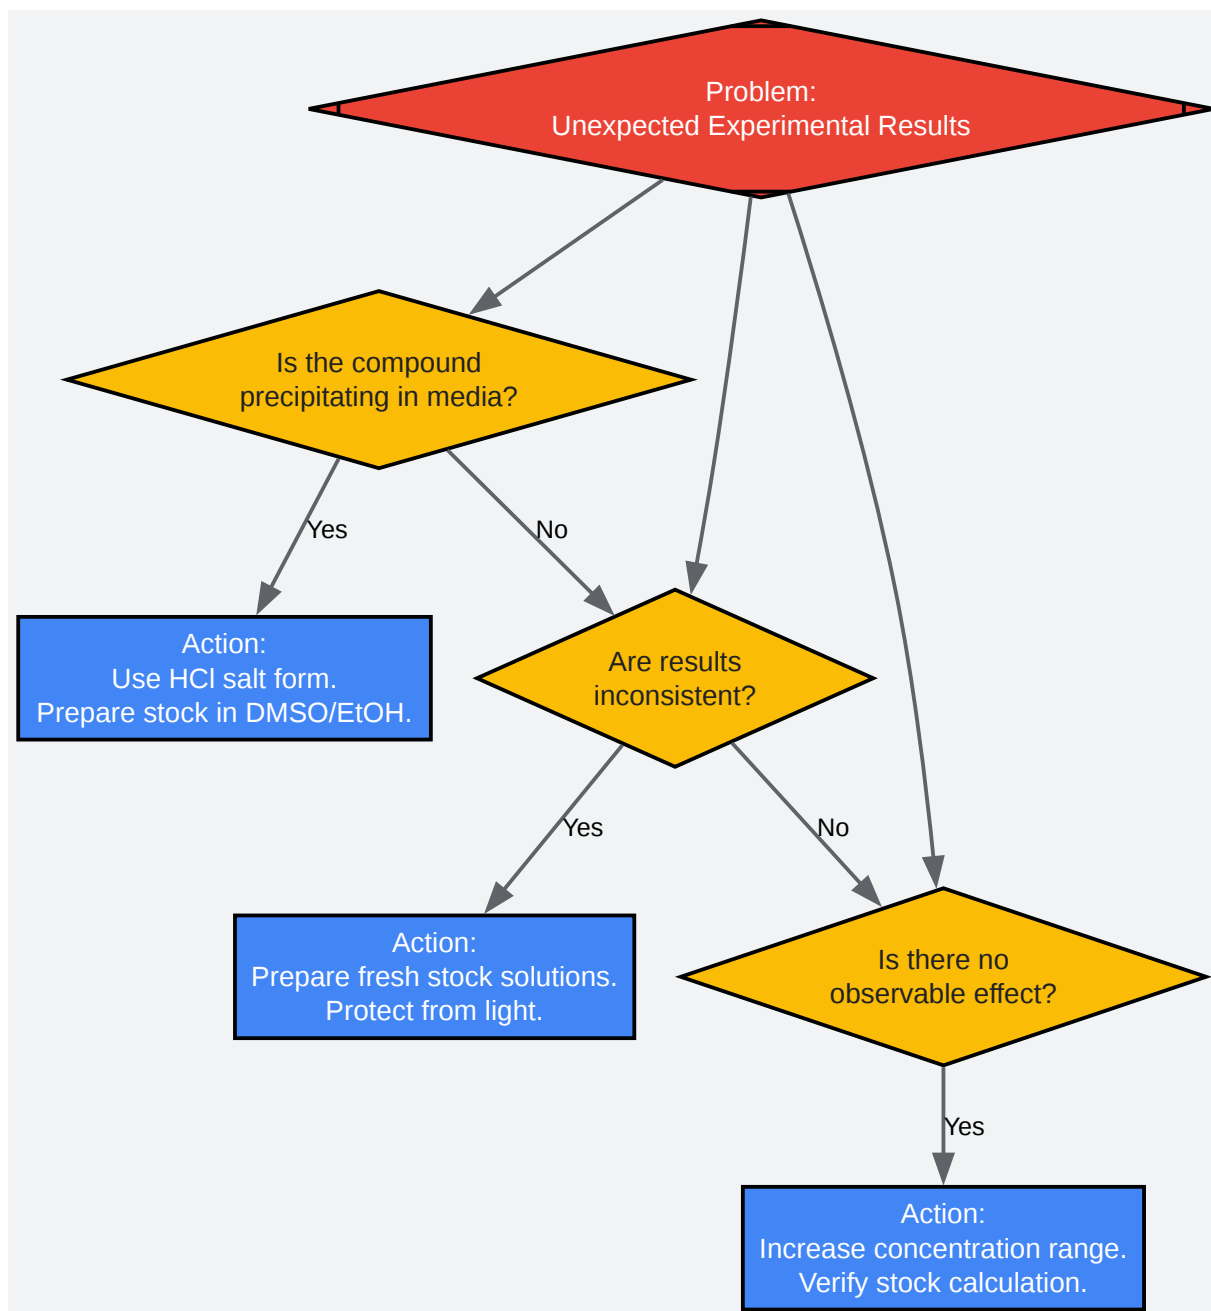 Problem:
Unexpected Experimental Results
Is the compound
precipitating in media?
Yes
No
Action:
Use HCl salt form.
Prepare stock in DMSO/EtOH.
Are results
inconsistent?
Yes
No
Action:
Prepare fresh stock solutions.
Protect from light.
Is there no
observable effect?
Yes
Action:
Increase concentration range.
Verify stock calculation.